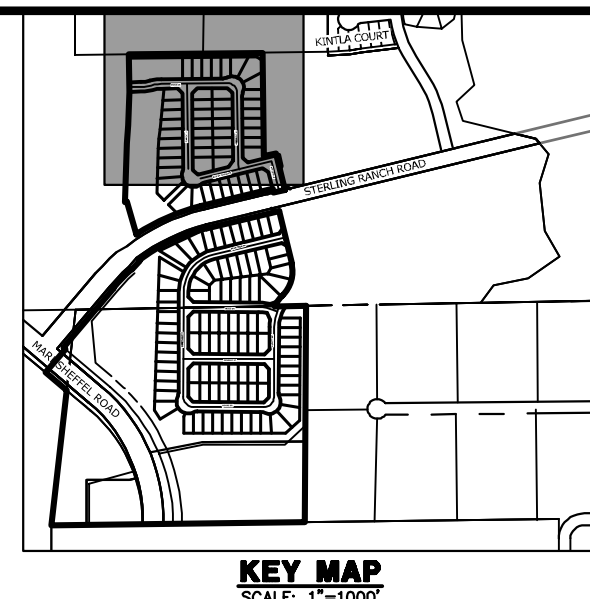 KINTLA COURT
STERLING RANCH ROAD
MARKSHEFFEL ROAD
KEY MAP
SCALE: 1"=1000'